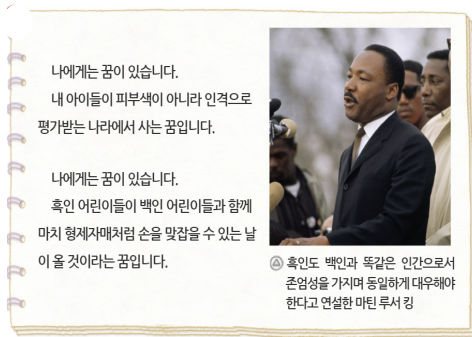 나에게는 꿈이 있습니다.
내 아이들이 피부색이 아니라 인격으로
평가받는 나라에서 사는 꿈입니다.
나에게는 꿈이 있습니다.
흑인 어린이들이 백인 어린이들과 함께
마치 형제자매처럼 손을 맞잡을 수 있는 날
이 올 것이라는 꿈입니다.
흑인도 백인과 똑같은 인간으로서
존엄성을 가지며 동일하게 대우해야
한다고 연설한 마틴 루서 킹